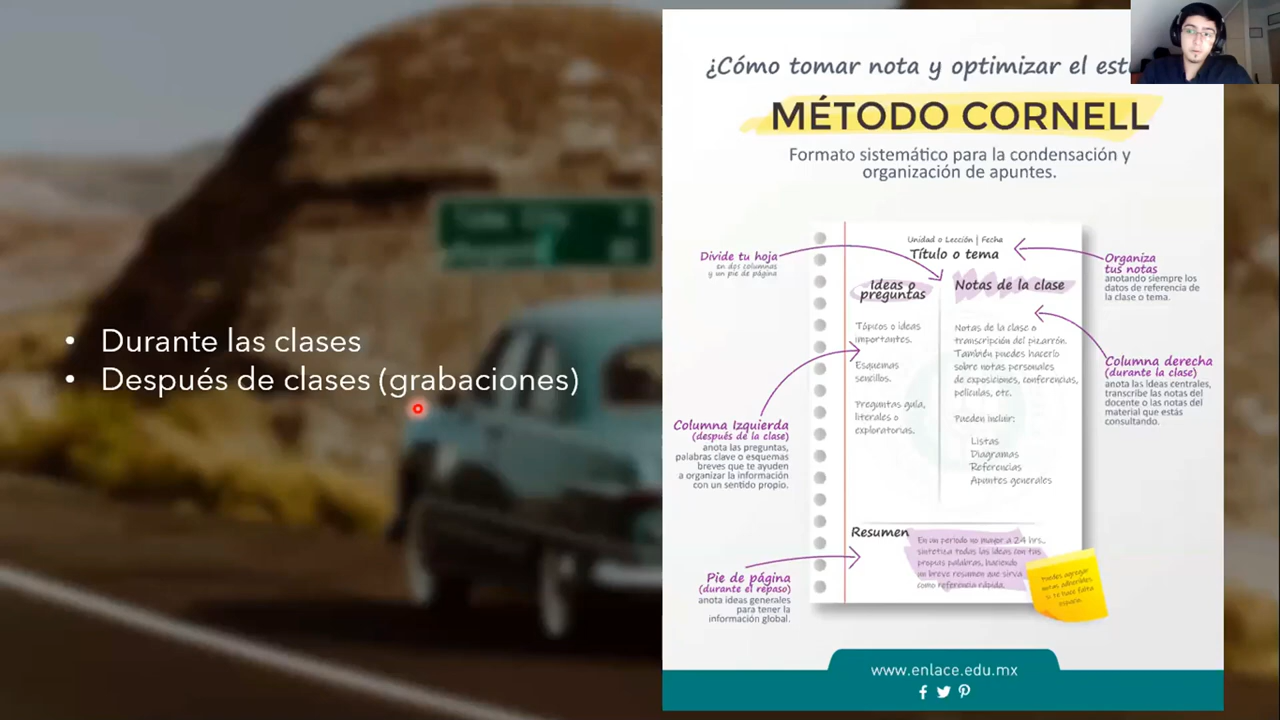 • Durante las clases
• Después de clases (grabaciones)
¿Cómo tomar nota y optimizar el est
MÉTODO CORNELL
Formato sistemático para la condensación y
organización de apuntes.
Unidad o Lección | Fecha
Título o tema
Divide tu hoja
en dos columnas
y un pie de página
Organiza
tus notas
anotando siempre los
datos de referencia de
la clase o tema.
Ideas o
preguntas
Notas de la clase
Tópicos o ideas
importantes.
Esquemas
sencillos.
Preguntas guía,
literales o
exploratorias.
Notas de la clase o
transcripción del pizarrón.
También puedes hacerlo
sobre notas personales
de exposiciones, conferencias,
películas, etc.
Pueden incluir:
Listas
Diagramas
Referencias
Apuntes generales
Columna derecha
(durante la clase)
anota las ideas centrales,
transcribe las notas del
docente o las notas del
material que estás
consultando.
Columna Izquierda
(después de la clase)
anota las preguntas,
palabras clave o esquemas
breves que te ayuden
a organizar la información
con un sentido propio.
Resumen
En un periodo no mayor a 24 hrs.,
sintetiza todas las ideas con tus
propias palabras, haciendo
un breve resumen que sirva
como referencia rápida.
Pie de página
(durante el repaso)
anota ideas generales
para tener la
información global.
Puedes agregar
notas adheribles
si te hace falta
espacio.
www.enlace.edu.mx